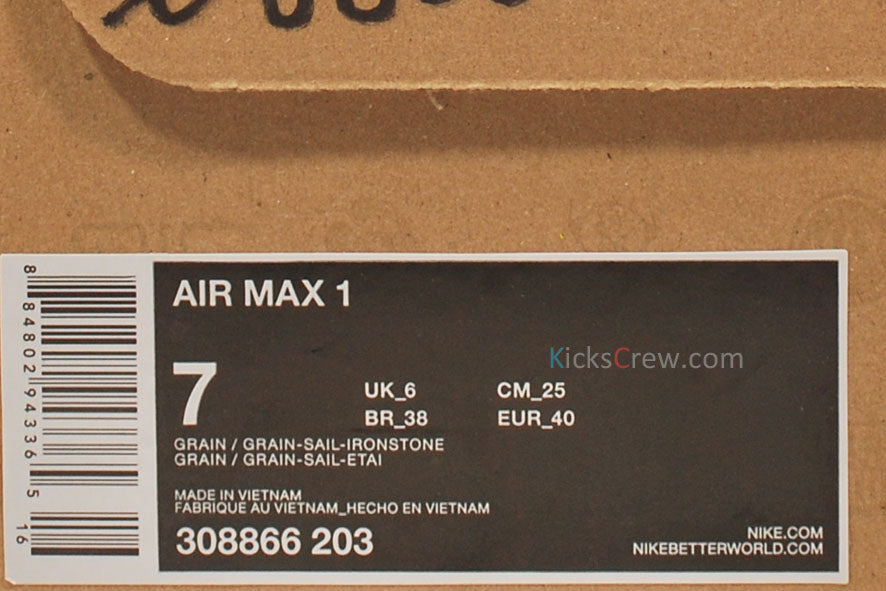 AIR MAX 1
7
UK_6 CM_25
BR_38 EUR_40
GRAIN / GRAIN-SAIL-IRONSTONE
GRAIN / GRAIN-SAIL-ETAI
MADE IN VIETNAM
FABRIQUE AU VIETNAM_HECHO EN VIETNAM
308866 203
NIKE.COM
NIKEBETTERWORLD.COM
KicksCrew.com
8 84802 94336 5
16